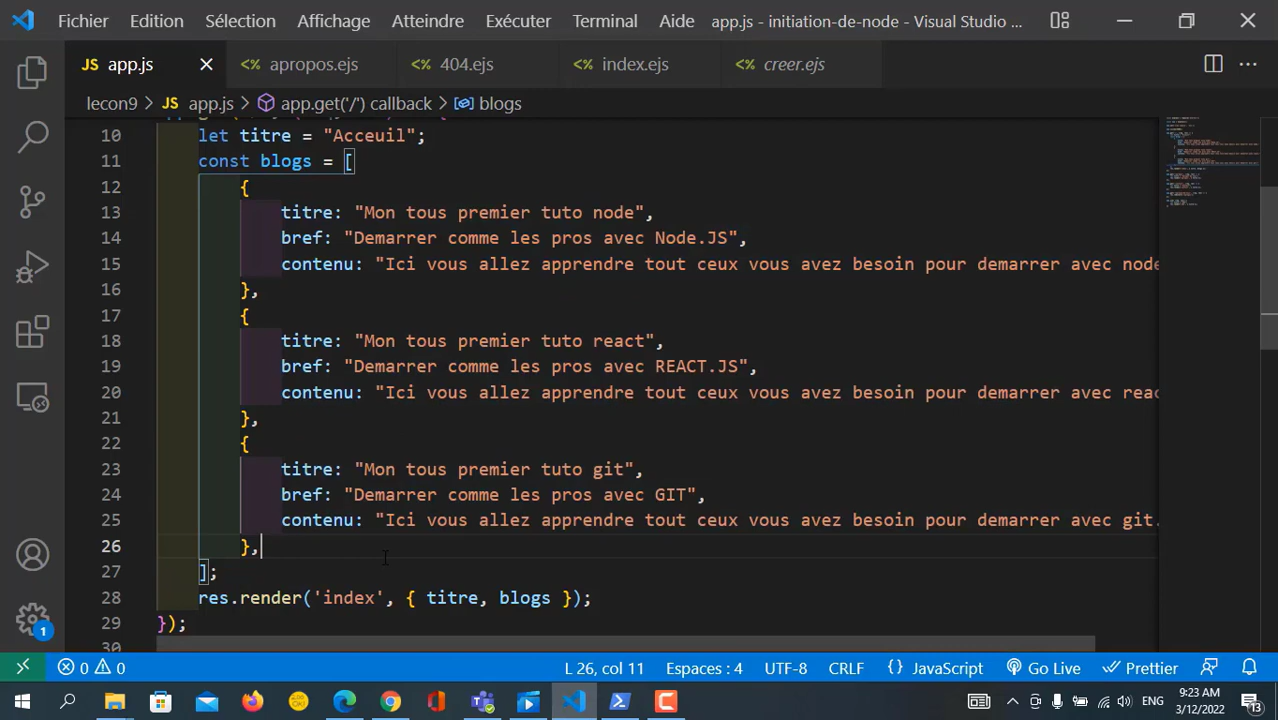 Fichier Edition Sélection Affichage Atteindre Exécuter Terminal Aide app.js - initiation-de-node - Visual Studio ...
JS app.js × <% apropos.ejs <% 404.ejs <% index.ejs <% creer.ejs ...
lecon9 > JS app.js > app.get('/') callback > blogs
10 let titre = "Acceuil";
11 const blogs = [
12 {
13 titre: "Mon tous premier tuto node",
14 bref: "Demarrer comme les pros avec Node.JS",
15 contenu: "Ici vous allez apprendre tout ceux vous avez besoin pour demarrer avec node
16 },
17 {
18 titre: "Mon tous premier tuto react",
19 bref: "Demarrer comme les pros avec REACT.JS",
20 contenu: "Ici vous allez apprendre tout ceux vous avez besoin pour demarrer avec reac
21 },
22 {
23 titre: "Mon tous premier tuto git",
24 bref: "Demarrer comme les pros avec GIT",
25 contenu: "Ici vous allez apprendre tout ceux vous avez besoin pour demarrer avec git.
26 },
27 ];
28 res.render('index', { titre, blogs });
29 });
30
1
0 0 L 26, col 11 Espaces : 4 UTF-8 CRLF {} JavaScript Go Live Prettier
ENG 9:23 AM
3/12/2022 13